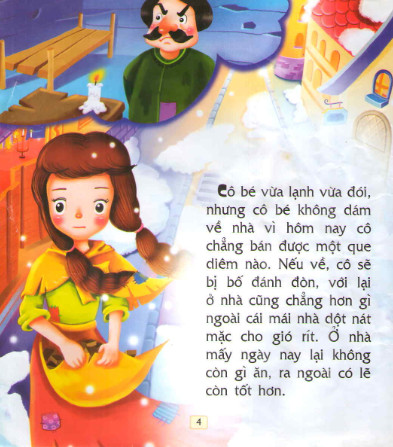 Cô bé vừa lạnh vừa đói,
nhưng cô bé không dám
về nhà vì hôm nay cô
chẳng bán được một que
diêm nào. Nếu về, cô sẽ
bị bố đánh đòn, với lại
ở nhà cũng chẳng hơn gì
ngoài cái mái nhà dột nát
mặc cho gió rít. Ở nhà
mấy ngày nay lại không
còn gì ăn, ra ngoài có lẽ
còn tốt hơn.
4